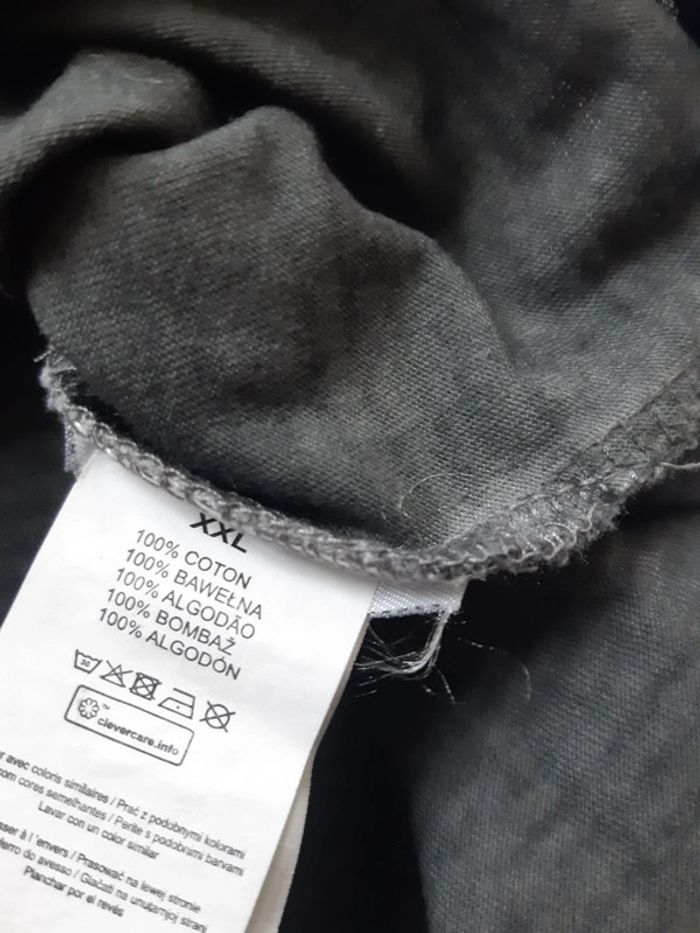 XXL
100% COTON
100% BAWEŁNA
100% ALGODÃO
100% BOMBAŽ
100% ALGODÓN
30
TM
clevercare.info
avec coloris similaires / Prać z podobnymi kolorami
com cores semelhantes / Perite s podobnimi barvami
Lavar con un color similar
à l'envers / Prasować na lewej stronie
do avesso / Glačati na unutarnjoj strani
Planchar por el revés